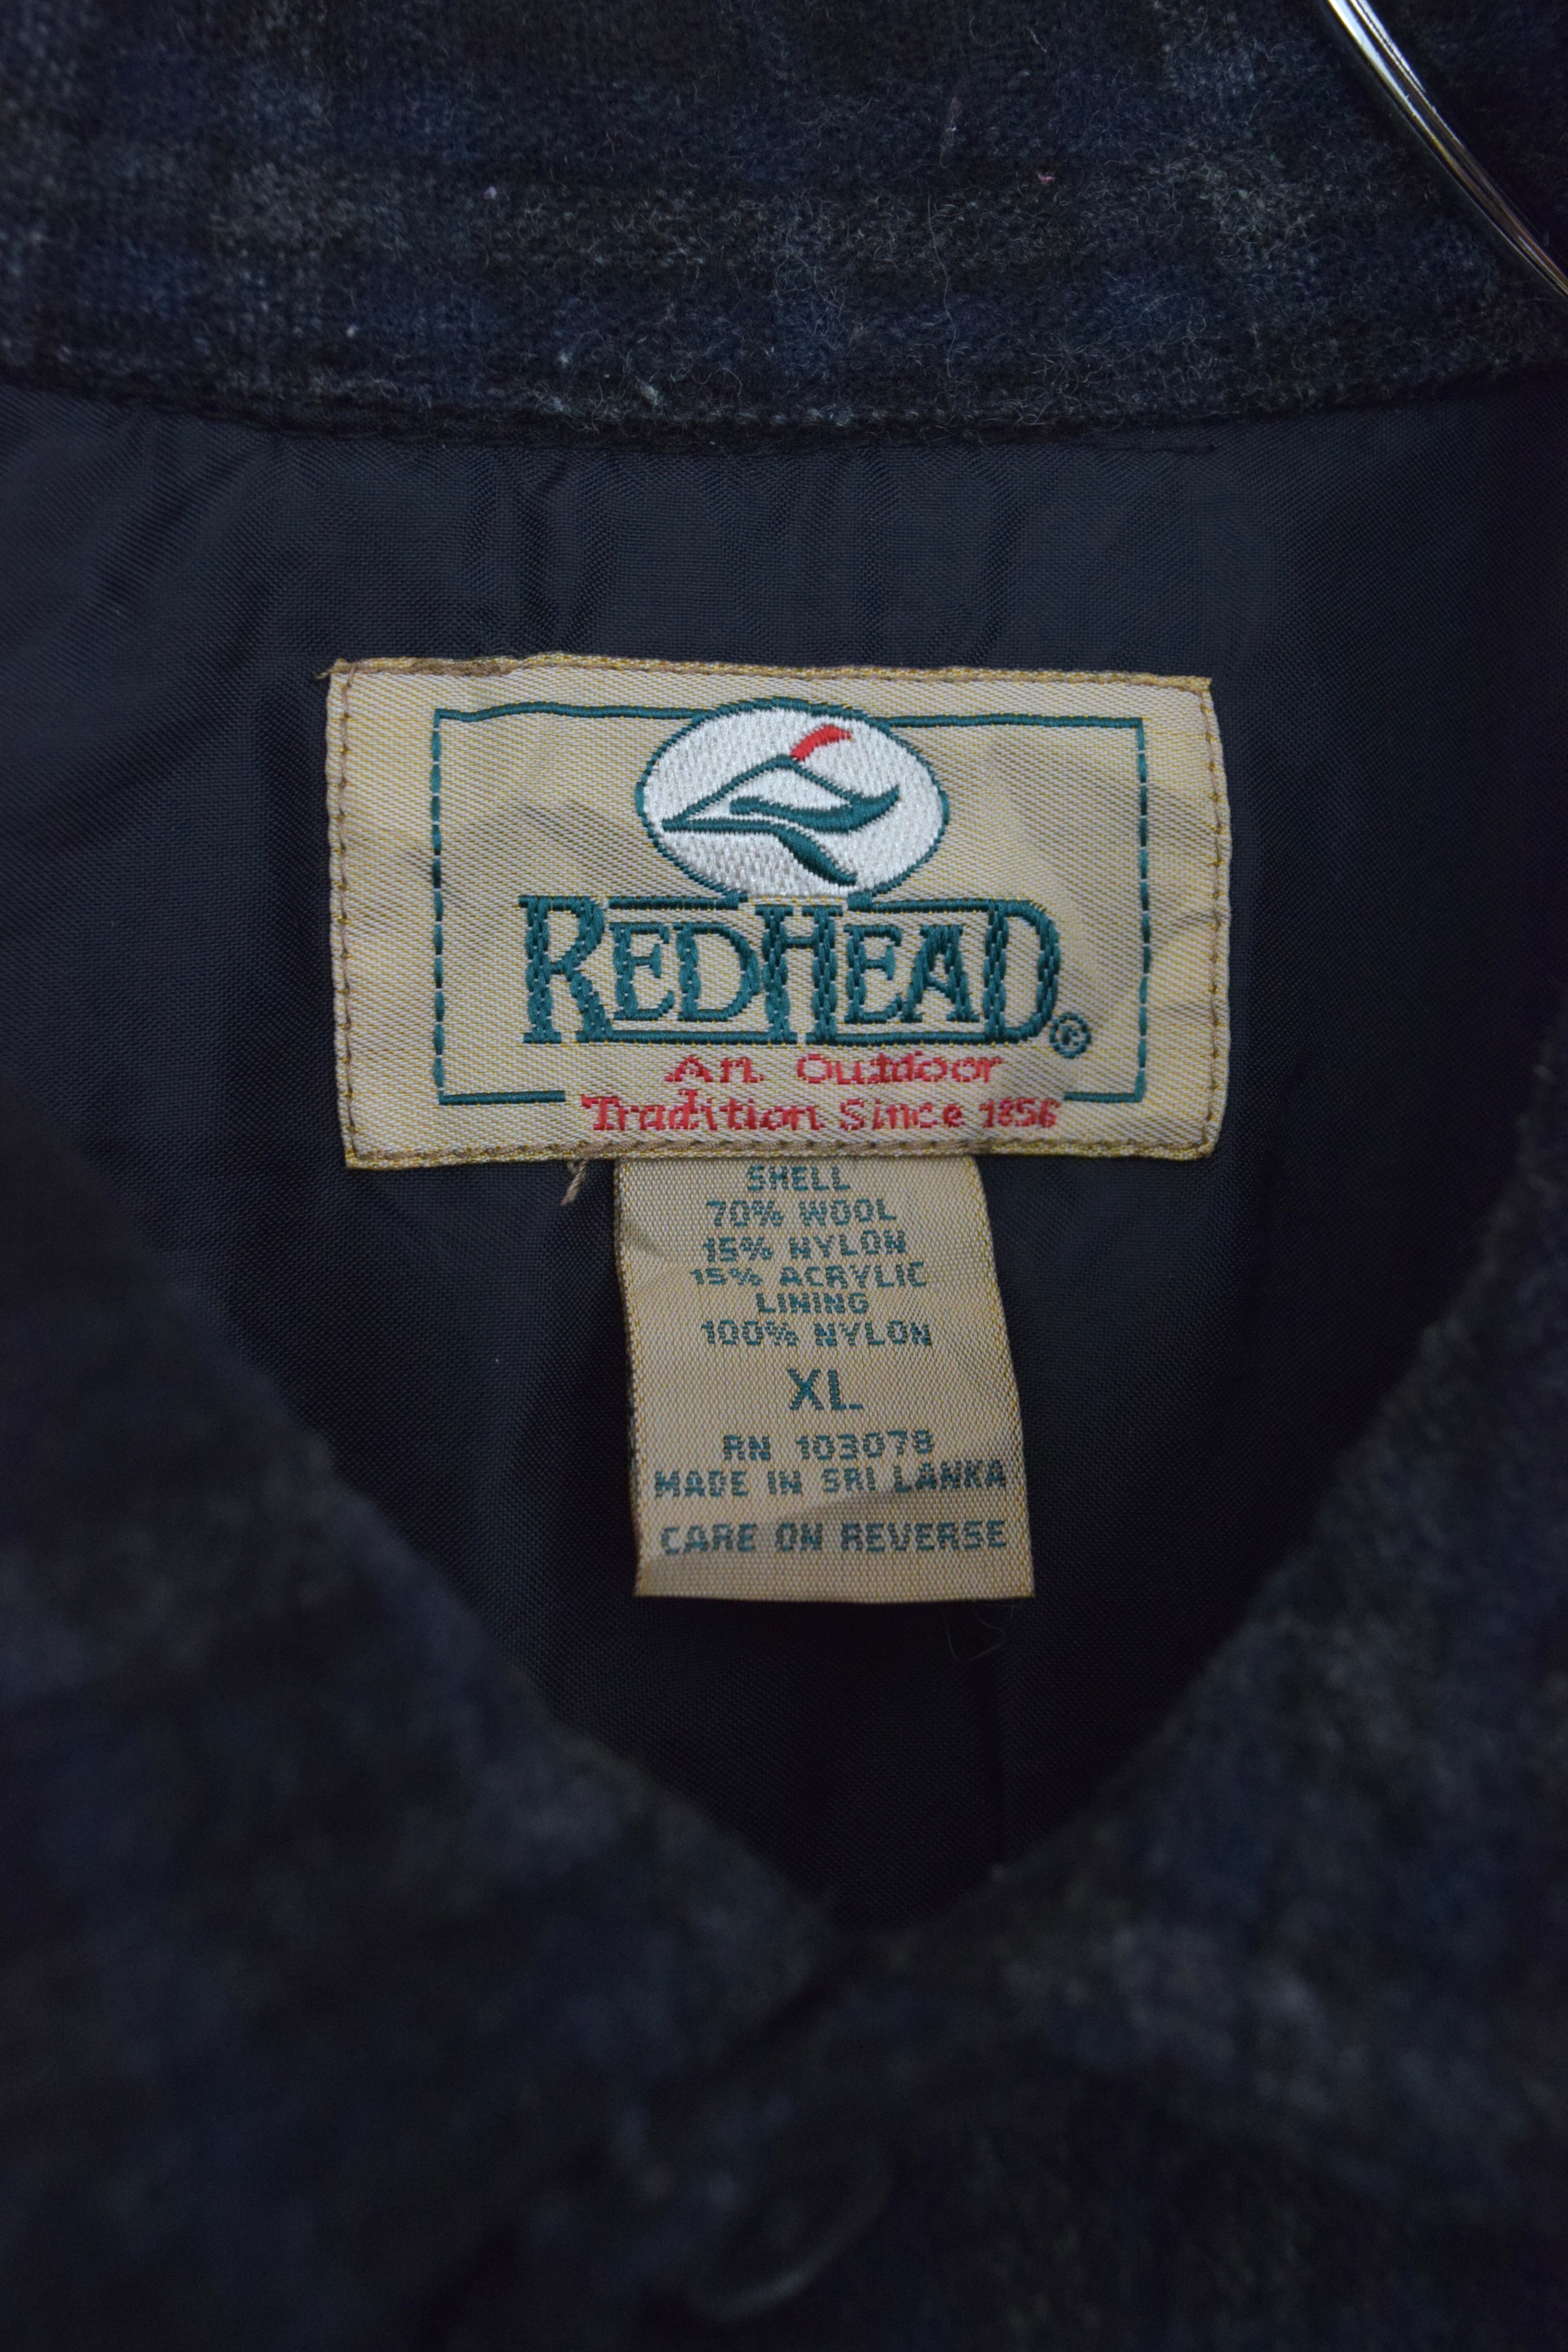 REDHEAD®
An Outdoor
Tradition Since 1856
SHELL
70% WOOL
15% NYLON
15% ACRYLIC
LINING
100% NYLON
XL
RN 103078
MADE IN SRI LANKA
CARE ON REVERSE